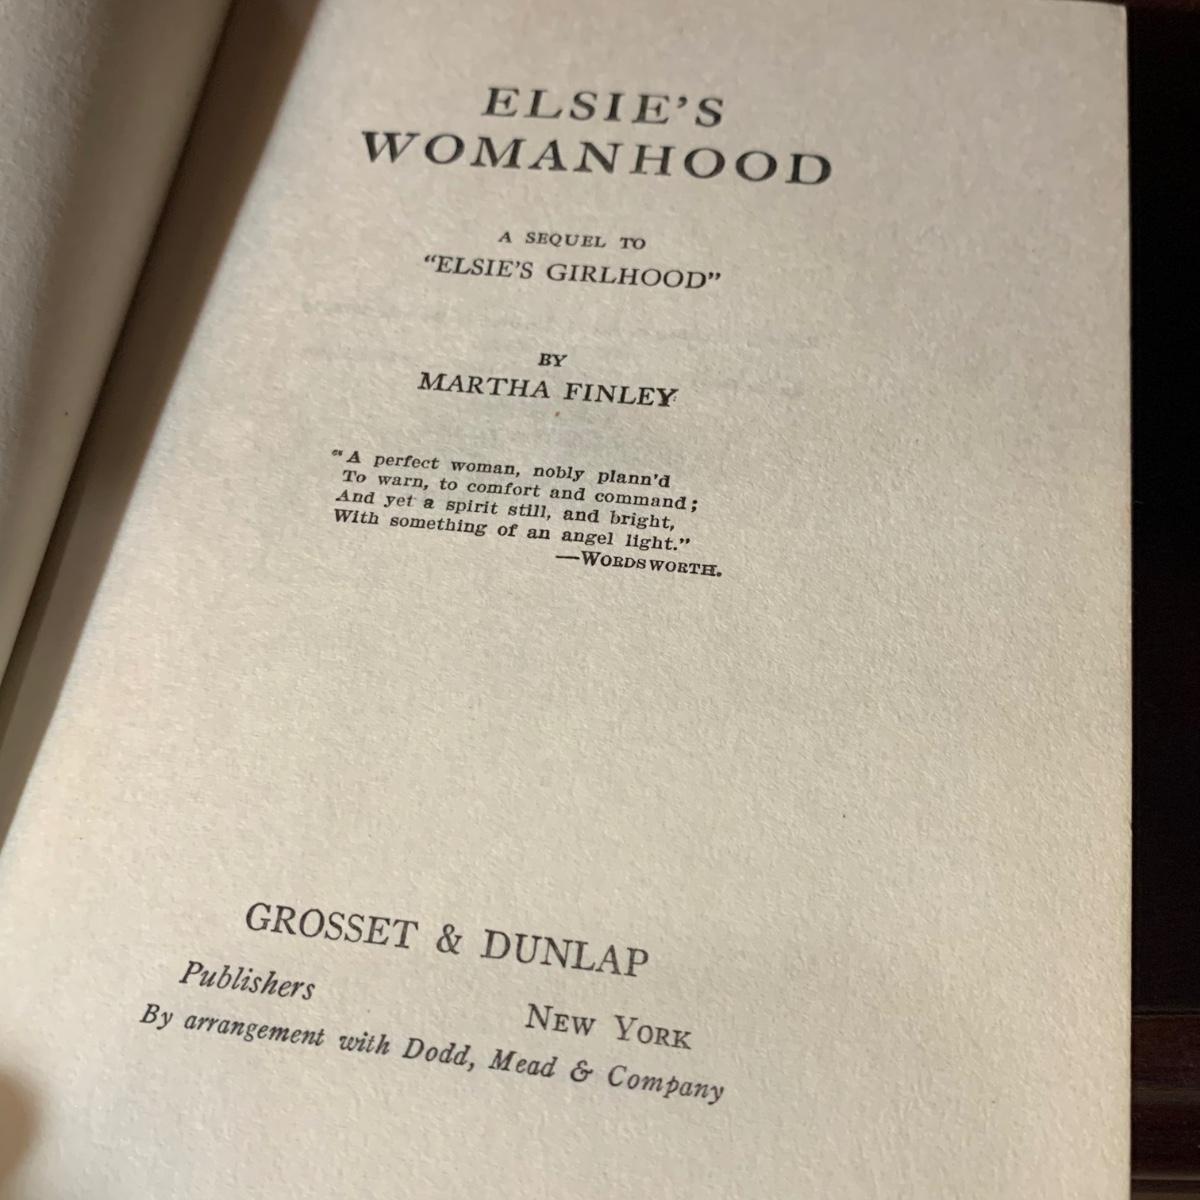 ELSIE'S
WOMANHOOD
A SEQUEL TO
"ELSIE'S GIRLHOOD"
BY
MARTHA FINLEY
"A perfect woman, nobly plann'd
To warn, to comfort and command;
And yet a spirit still, and bright,
With something of an angel light."
—WORDSWORTH.
GROSSET & DUNLAP
Publishers
NEW YORK
By arrangement with Dodd, Mead & Company